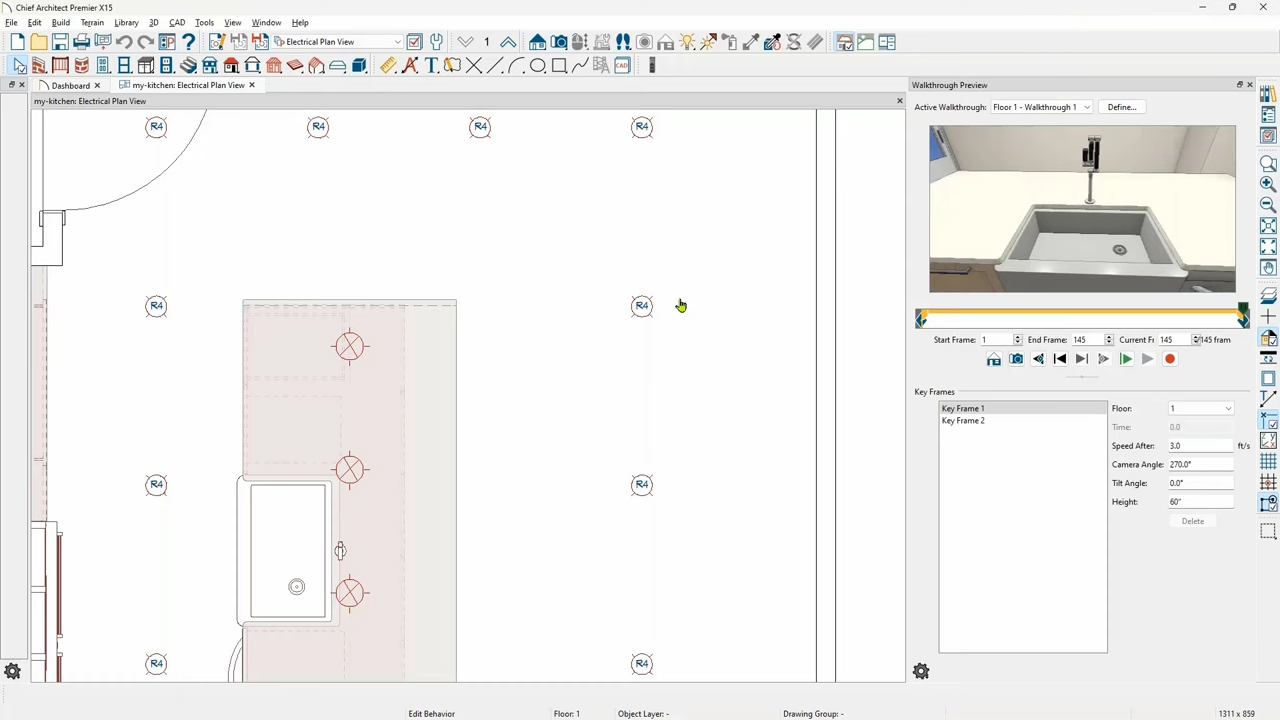 Chief Architect Premier X15
File Edit Build Terrain Library 3D CAD Tools View Window Help
Electrical Plan View 1
CAD
Dashboard my-kitchen: Electrical Plan View
my-kitchen: Electrical Plan View
Walkthrough Preview
Active Walkthrough: Floor 1 - Walkthrough 1 Define...
R4 R4 R4 R4
R4 R4
R4 R4
R4 R4
Start Frame: 1 End Frame: 145 Current Fr 145 /145 fram
Key Frames
Key Frame 1
Key Frame 2
Floor: 1
Time: 0.0
Speed After: 3.0 ft/s
Camera Angle: 270.0°
Tilt Angle: 0.0°
Height: 60"
Delete
Edit Behavior Floor: 1 Object Layer: - Drawing Group: - 1311 x 859